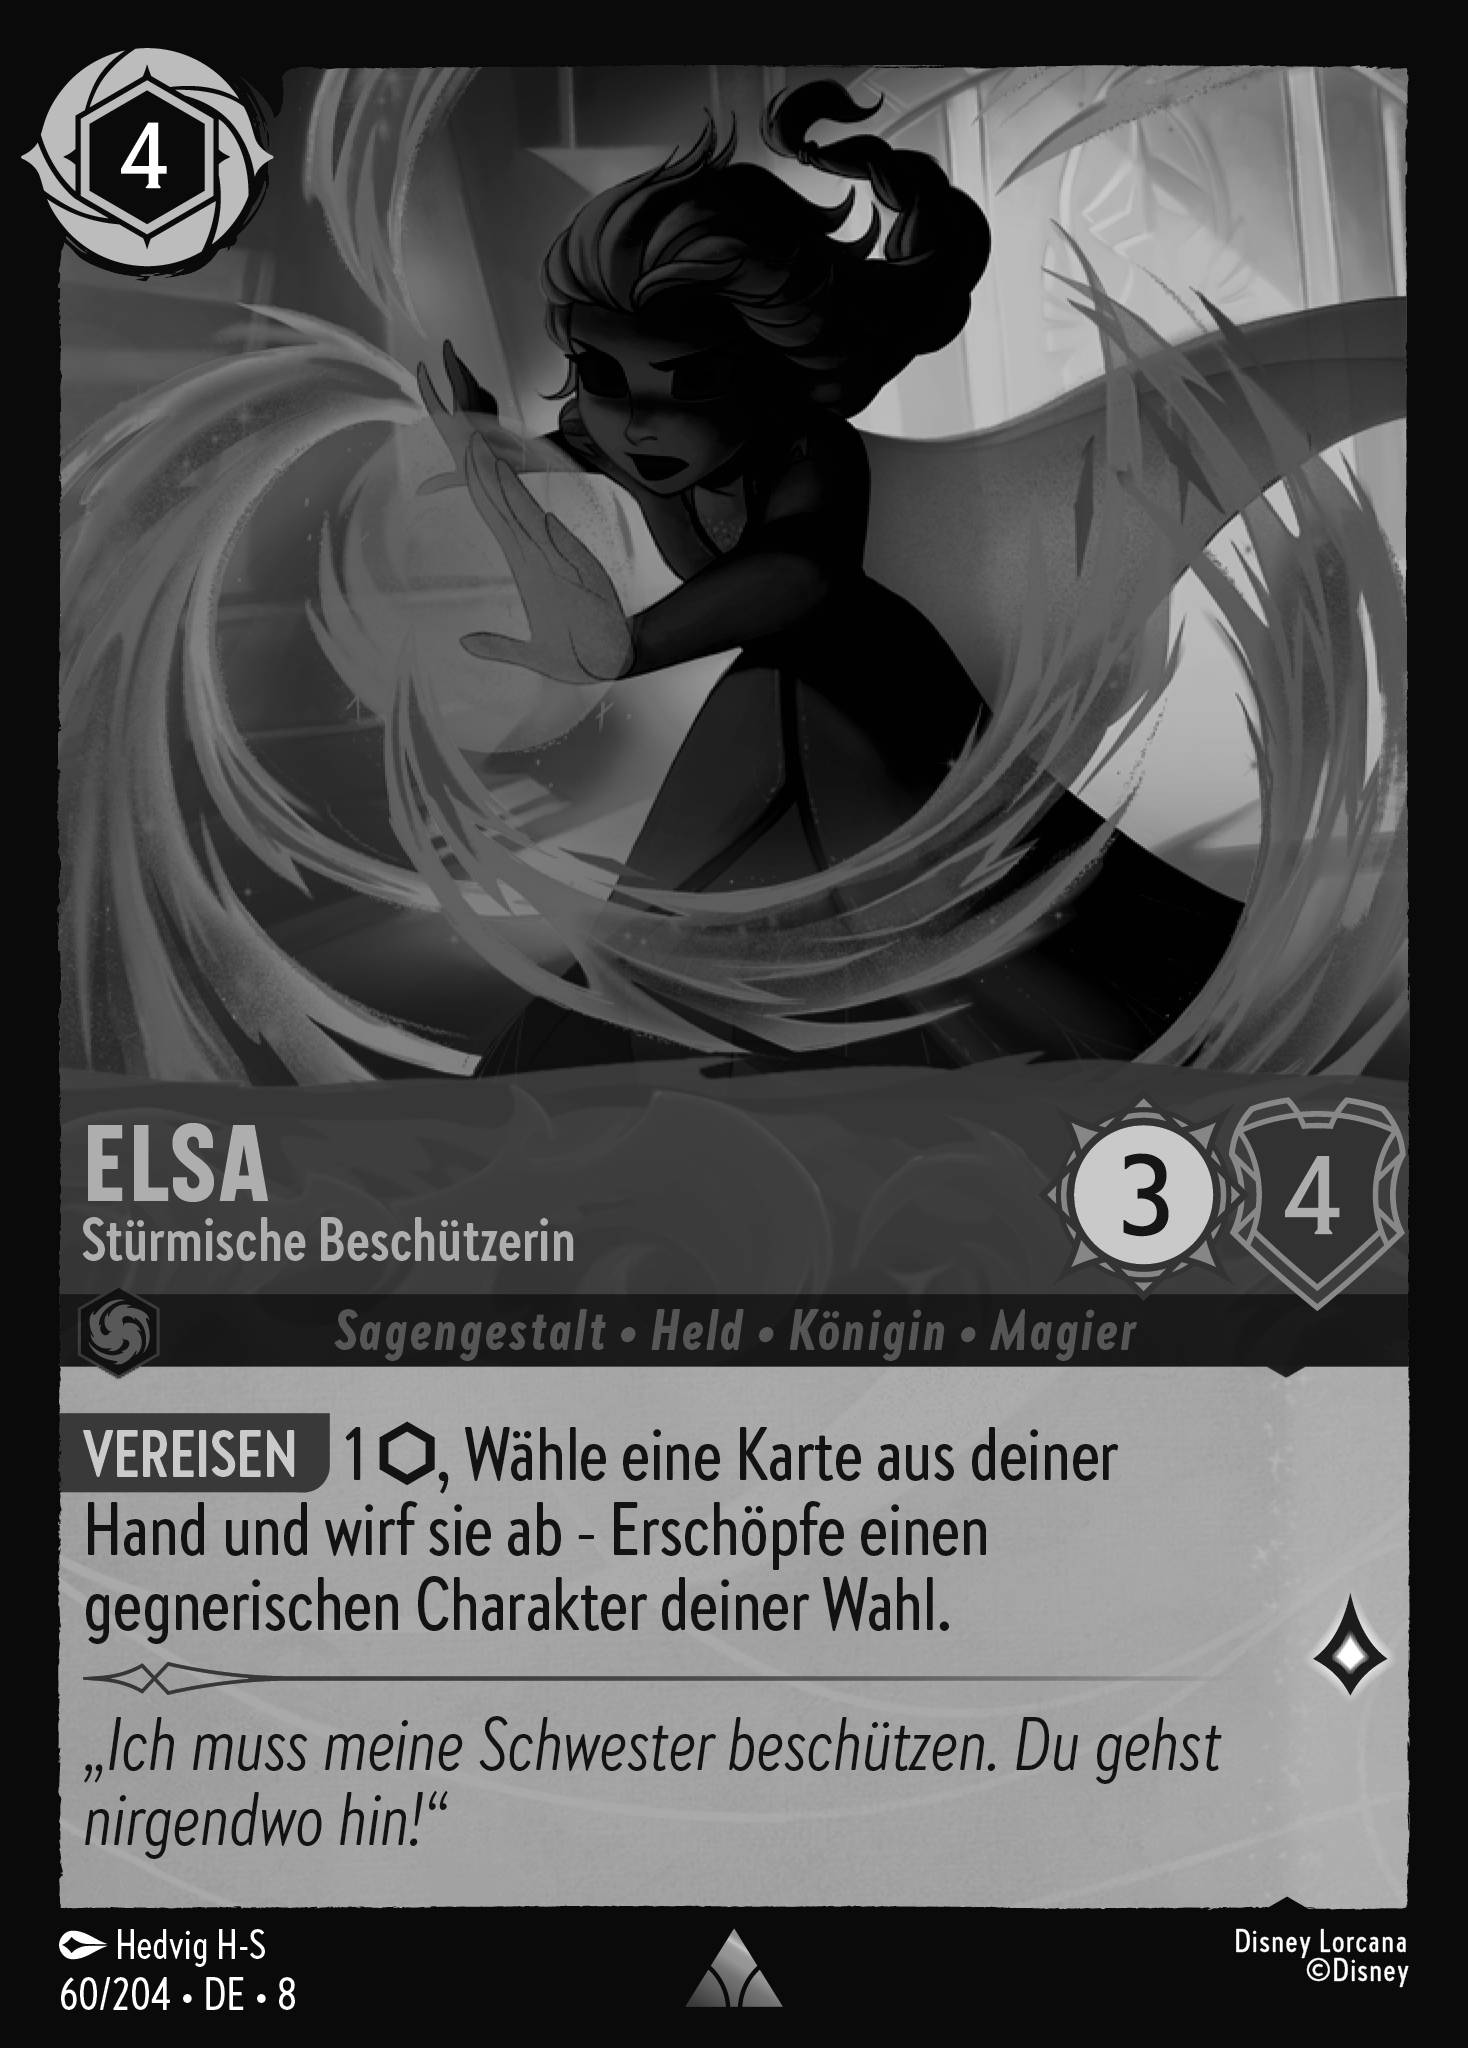 4
ELSA
Stürmische Beschützerin
3
4
Sagengestalt • Held • Königin • Magier
VEREISEN 1 ⬡, Wähle eine Karte aus deiner
Hand und wirf sie ab - Erschöpfe einen
gegnerischen Charakter deiner Wahl.
„Ich muss meine Schwester beschützen. Du gehst
nirgendwo hin!“
Hedvig H-S
60/204 • DE • 8
Disney Lorcana
©Disney